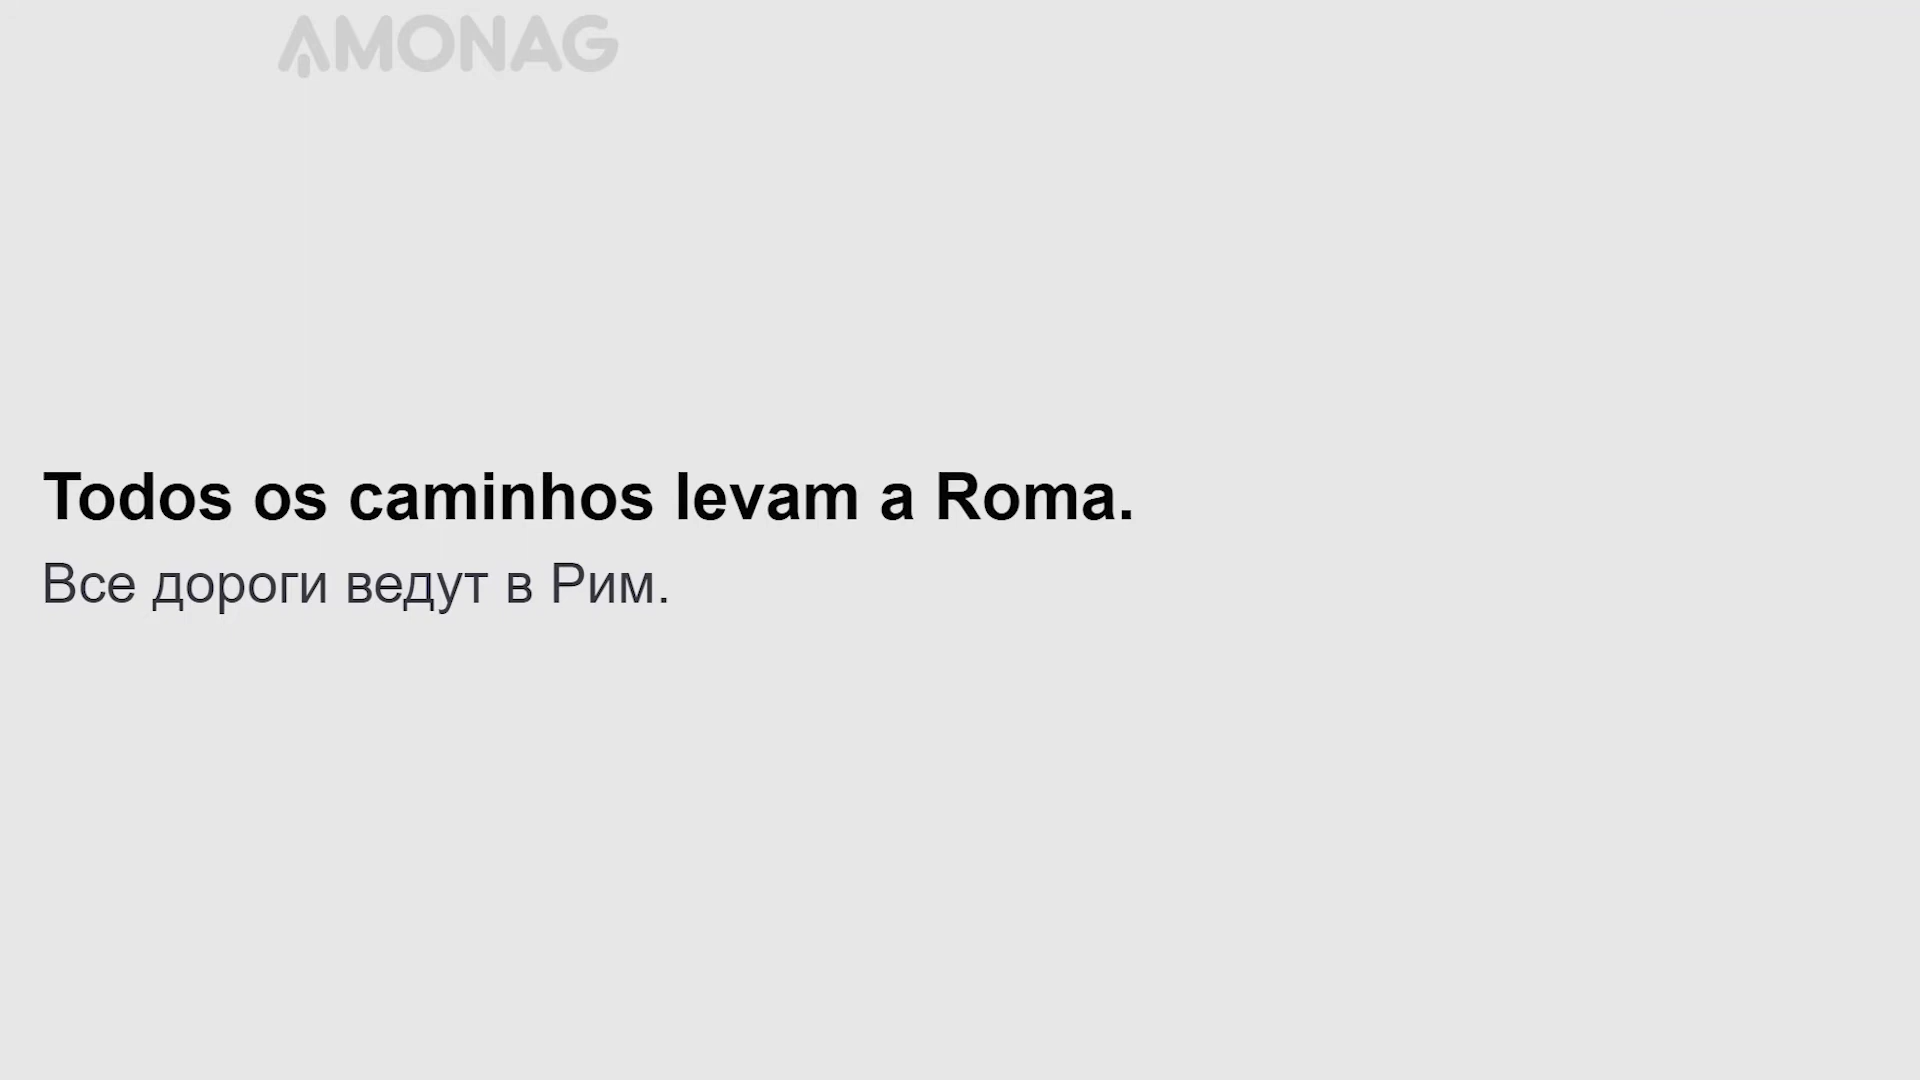 AMONAG
Todos os caminhos levam a Roma.
Все дороги ведут в Рим.